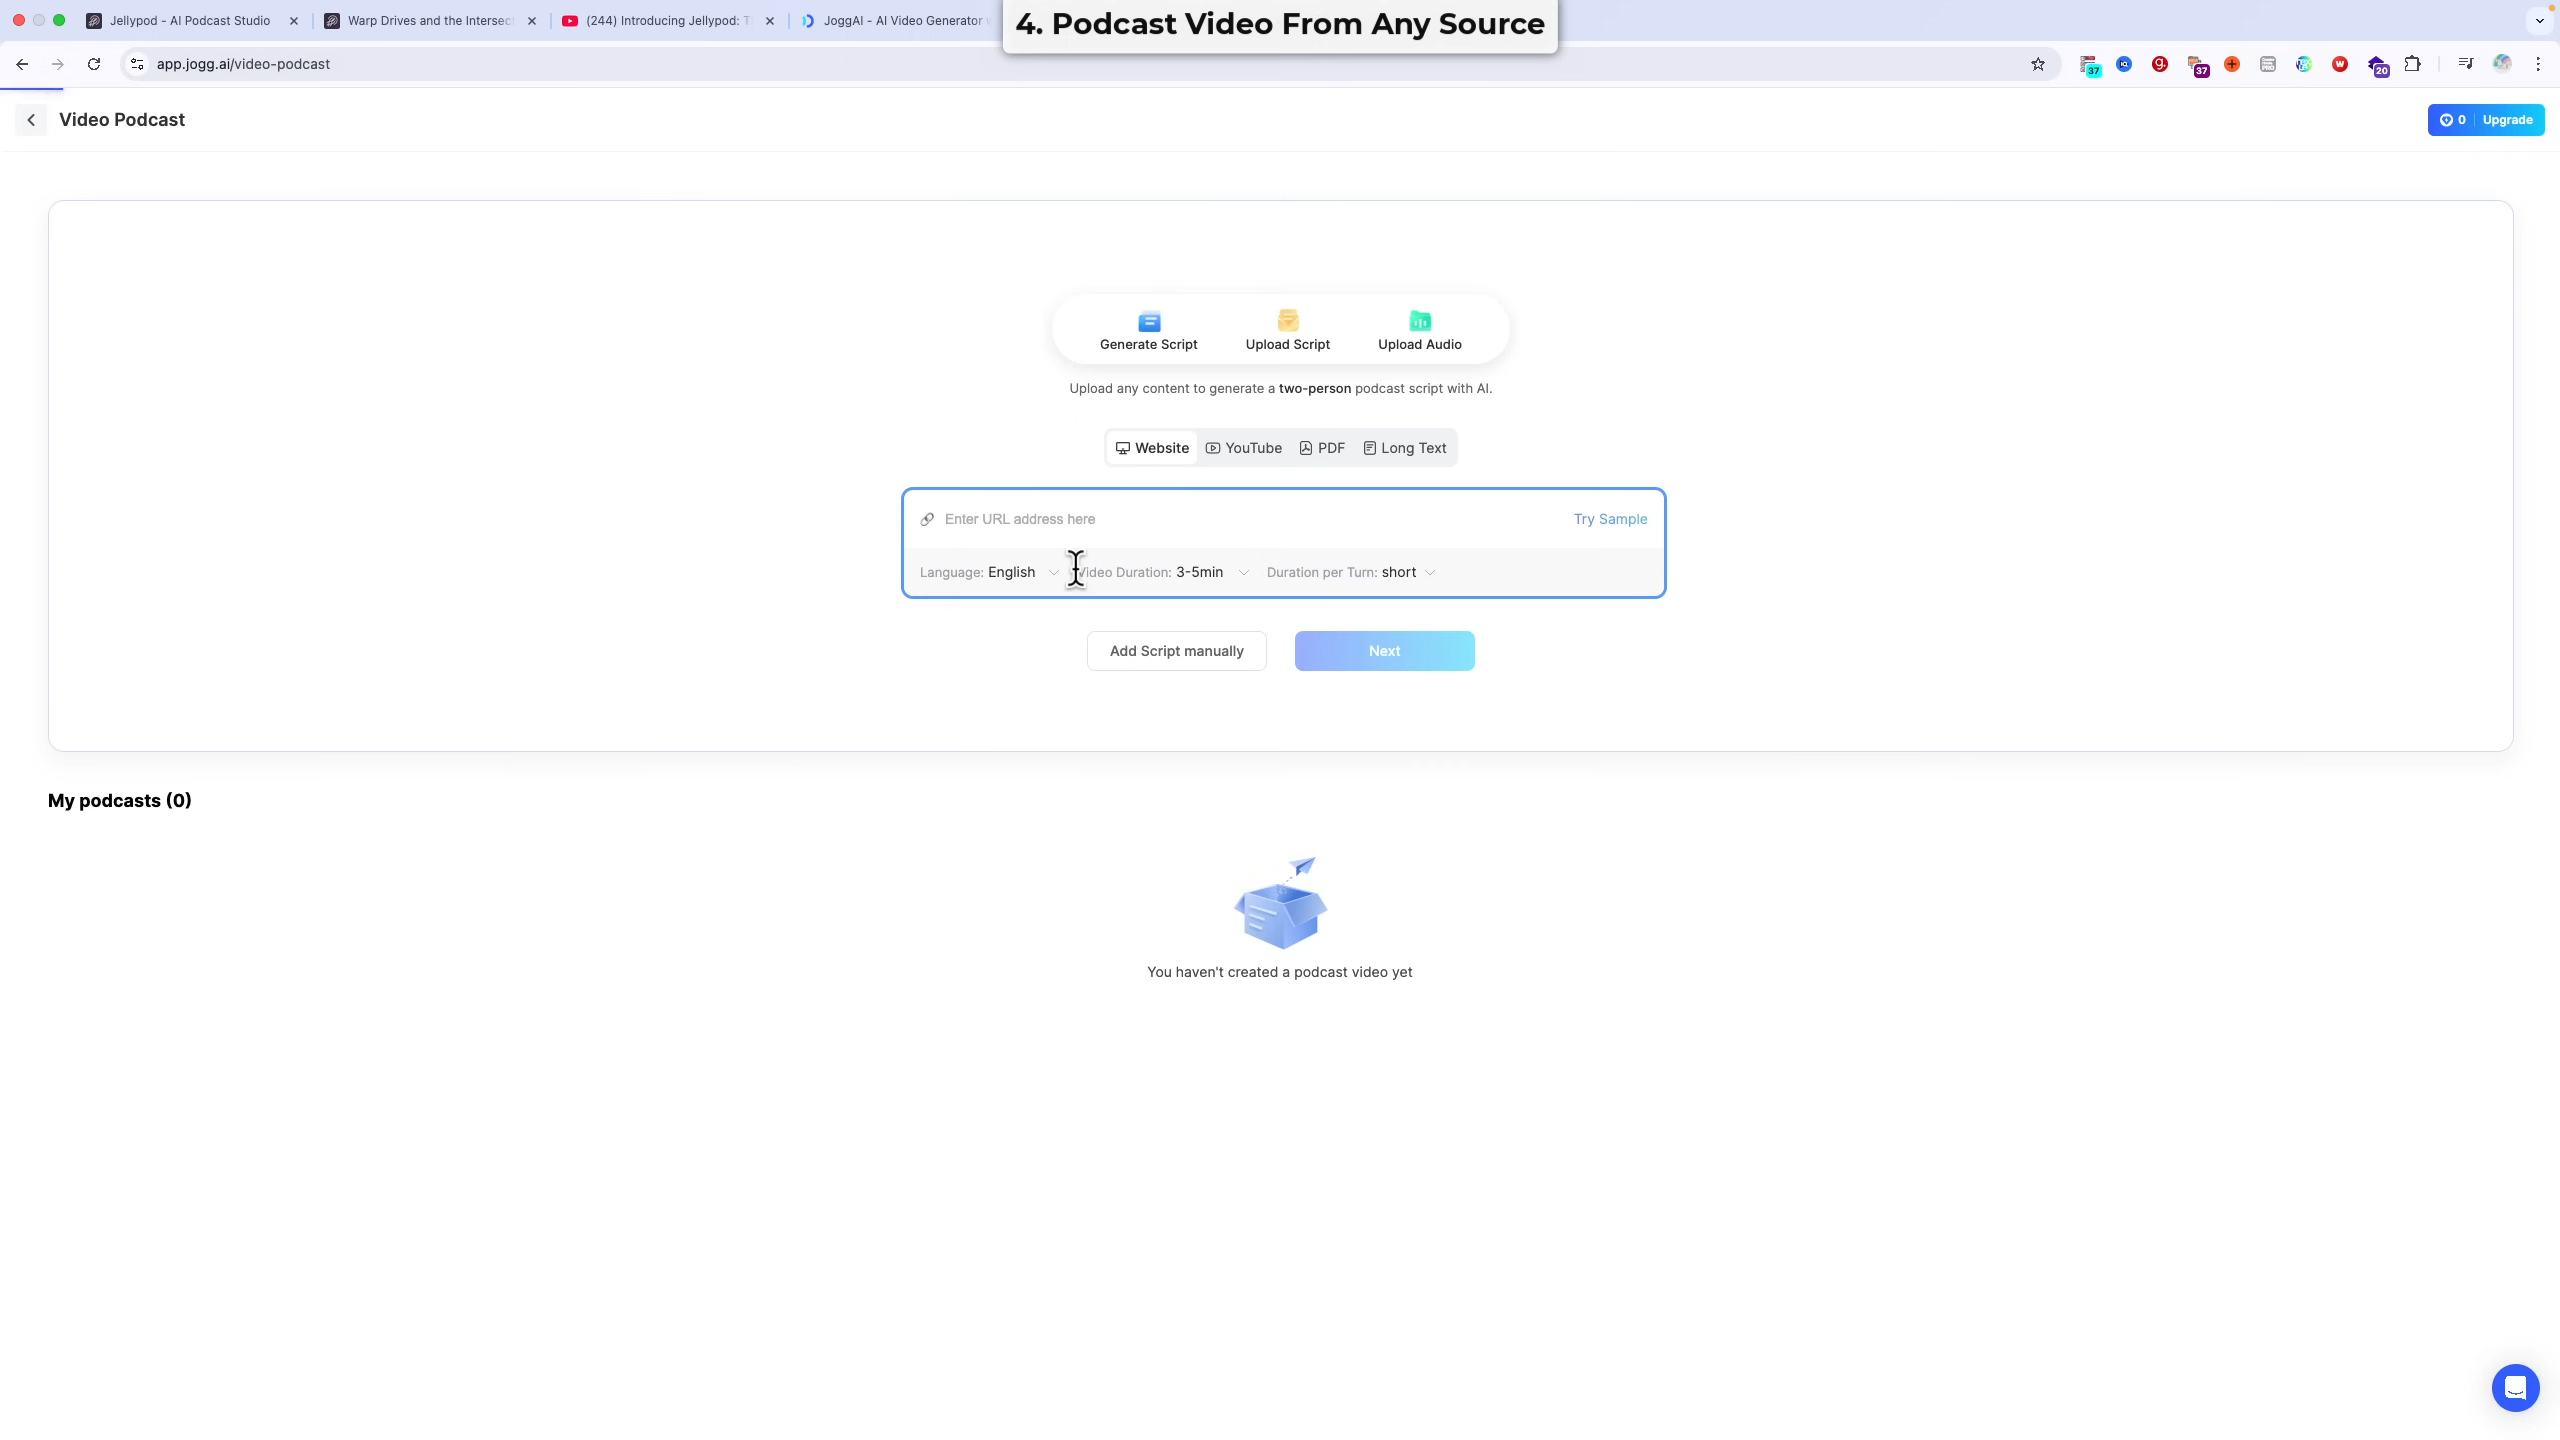 Jellypod - AI Podcast Studio
Warp Drives and the Intersec
(244) Introducing Jellypod: T
JoggAI - AI Video Generator
4. Podcast Video From Any Source
app.jogg.ai/video-podcast
37
37
20
Video Podcast
0
Upgrade
Generate Script
Upload Script
Upload Audio
Upload any content to generate a two-person podcast script with AI.
Website
YouTube
PDF
Long Text
Enter URL address here
Try Sample
Language: English
Video Duration: 3-5min
Duration per Turn: short
Add Script manually
Next
My podcasts (0)
You haven't created a podcast video yet